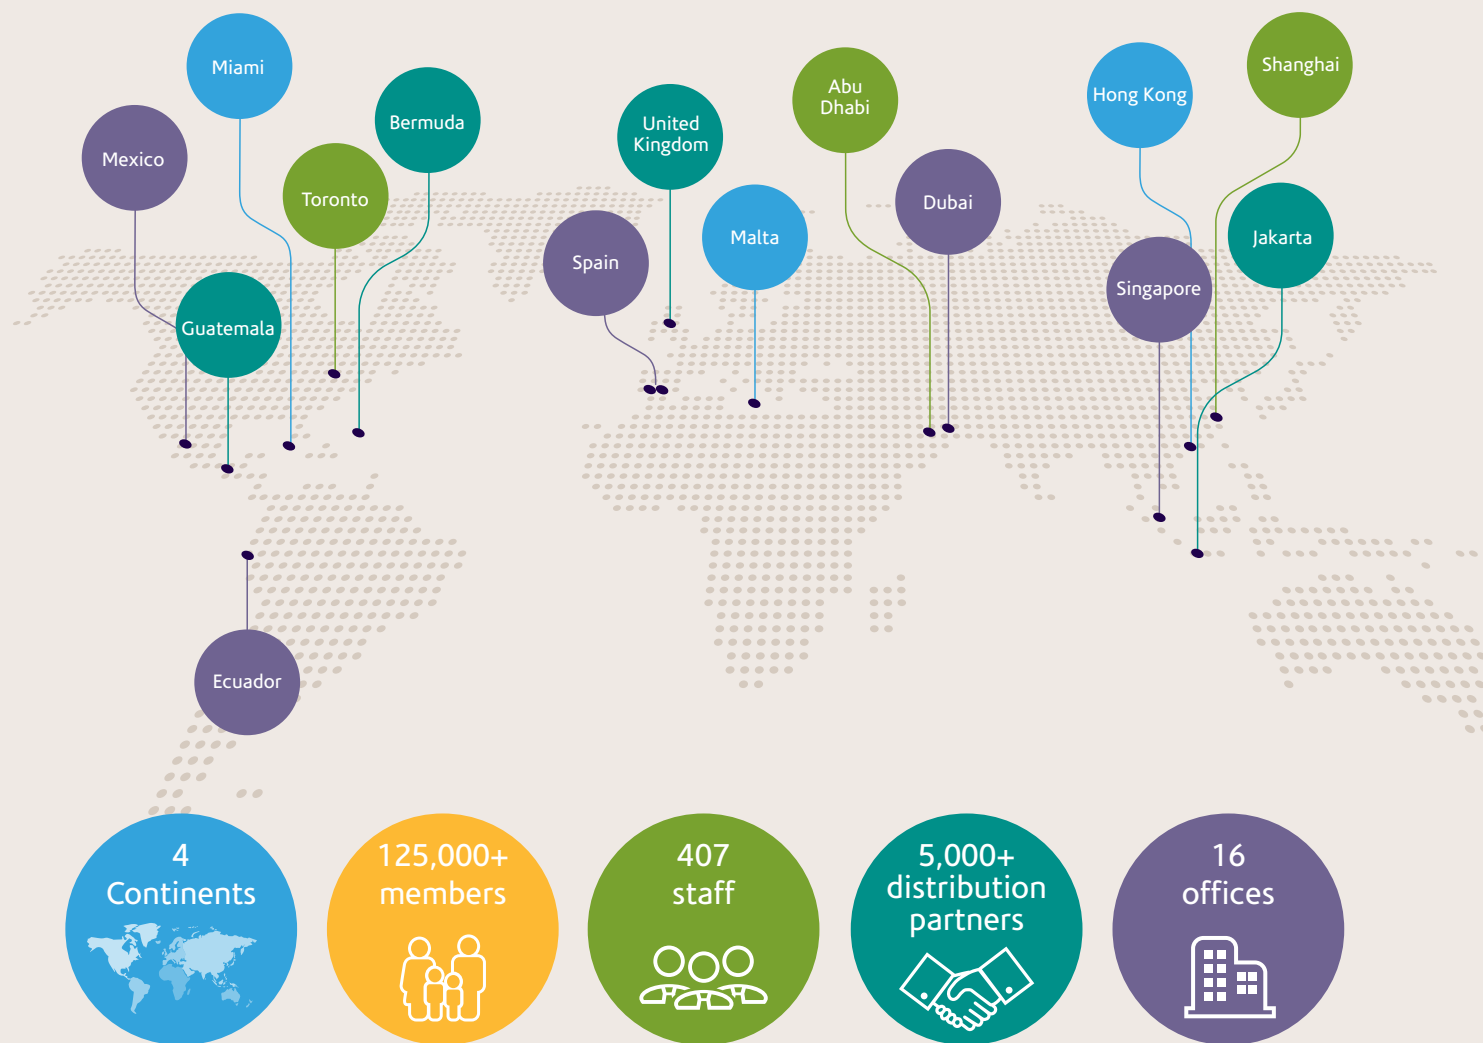 Miami
Shanghai
Mexico
Bermuda
Toronto
United
Kingdom
Abu
Dhabi
Hong Kong
Dubai
Spain
Malta
Jakarta
Singapore
Guatemala
Ecuador
4
Continents
125,000+
members
407
staff
5,000+
distribution
partners
16
offices